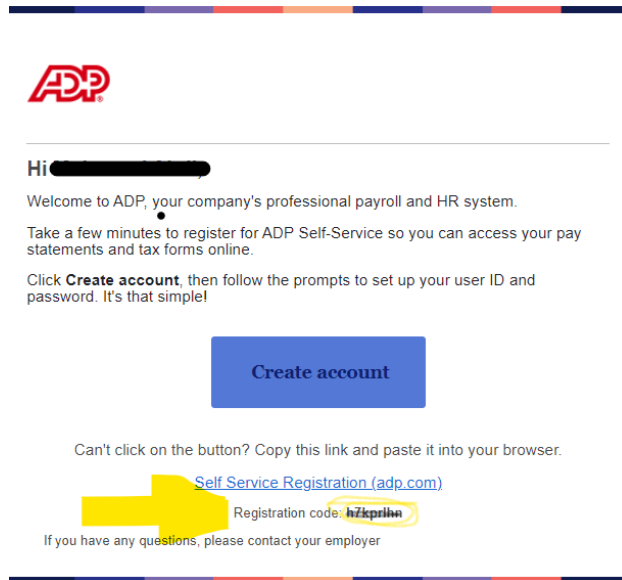 ADP
Hi
Welcome to ADP, your company's professional payroll and HR system.
Take a few minutes to register for ADP Self-Service so you can access your pay
statements and tax forms online.
Click Create account, then follow the prompts to set up your user ID and
password. It's that simple!
Create account
Can't click on the button? Copy this link and paste it into your browser.
Self Service Registration (adp.com)
Registration code:
If you have any questions, please contact your employer